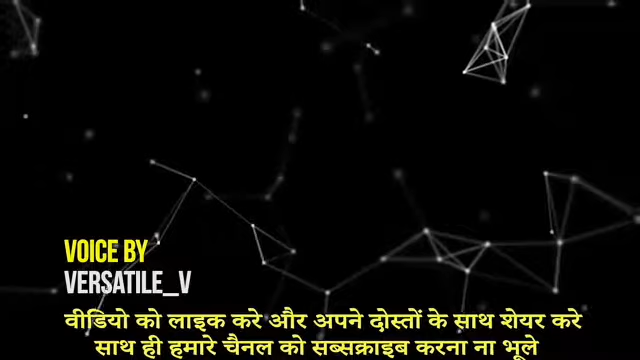 VOICE BY
VERSATILE_V
वीडियो को लाइक करे और अपने दोस्तों के साथ शेयर करे
साथ ही हमारे चैनल को सब्सक्राइब करना ना भूले